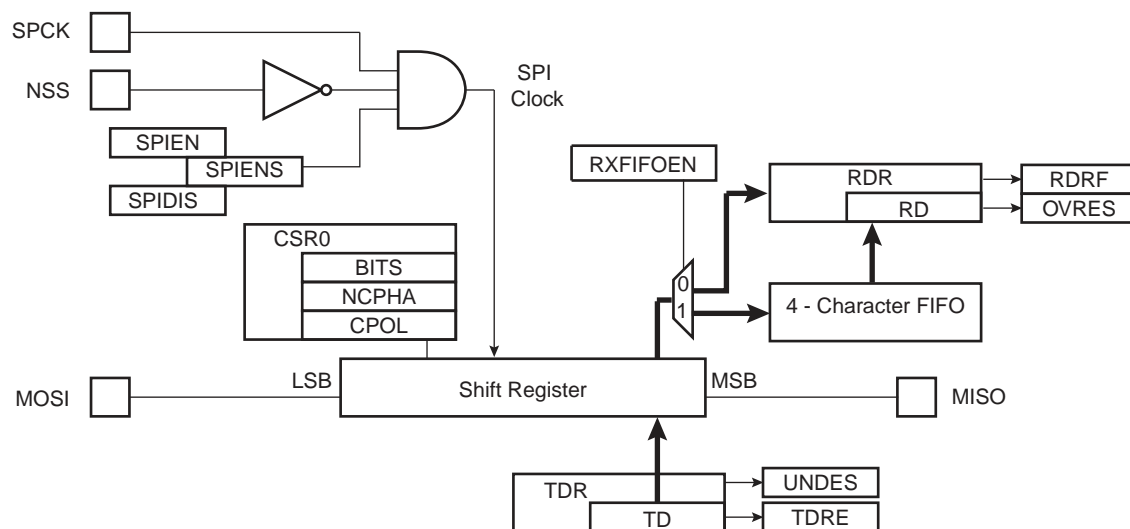 SPCK
NSS
SPI
Clock
SPIEN
SPIENS
SPIDIS
RXFIFOEN
RDR
RD
RDRF
OVRES
CSR0
BITS
NCPHA
CPOL
0
1
4 - Character FIFO
MOSI
LSB
Shift Register
MSB
MISO
TDR
TD
UNDES
TDRE